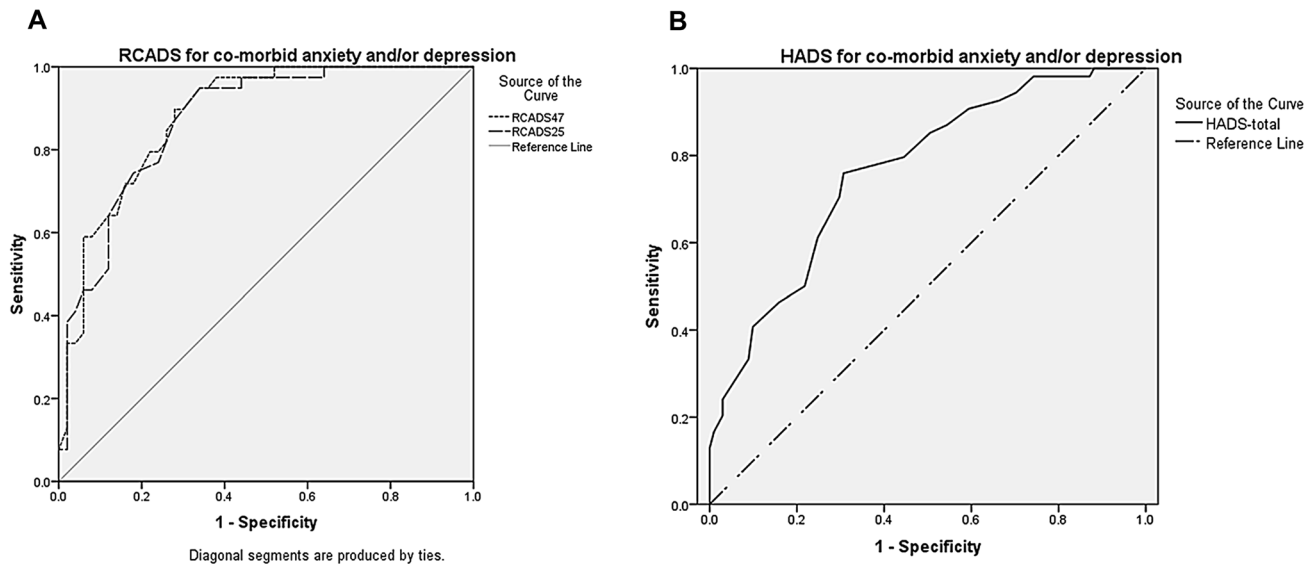 A
RCADS for co-morbid anxiety and/or depression
1.0
0.8
0.6
0.4
0.2
0.0
Sensitivity
0.0 0.2 0.4 0.6 0.8 1.0
1 - Specificity
Diagonal segments are produced by ties.
Source of the
Curve
RCADS47
RCADS25
Reference Line
B
HADS for co-morbid anxiety and/or depression
1.0
0.8
0.6
0.4
0.2
0.0
Sensitivity
0.0 0.2 0.4 0.6 0.8 1.0
1 - Specificity
Source of the Curve
HADS-total
Reference Line